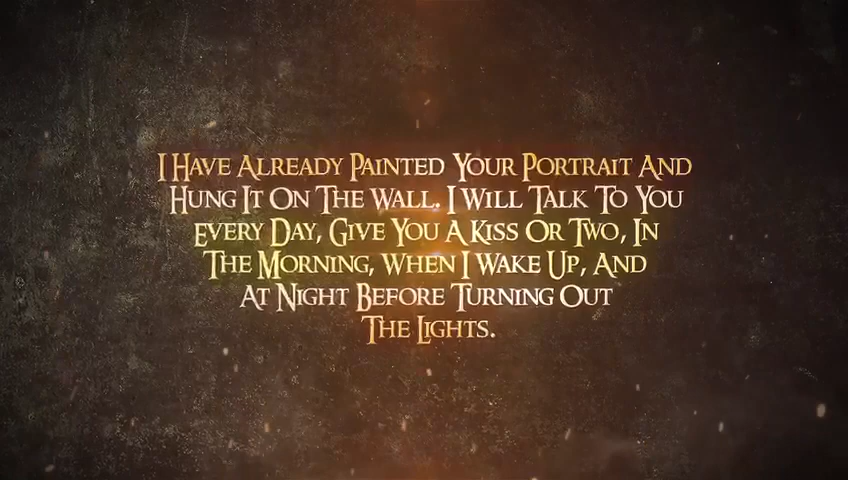 I Have Already Painted Your Portrait And
Hung It On The Wall. I Will Talk To You
Every Day, Give You A Kiss Or Two, In
The Morning, When I Wake Up, And
At Night Before Turning Out
The Lights.